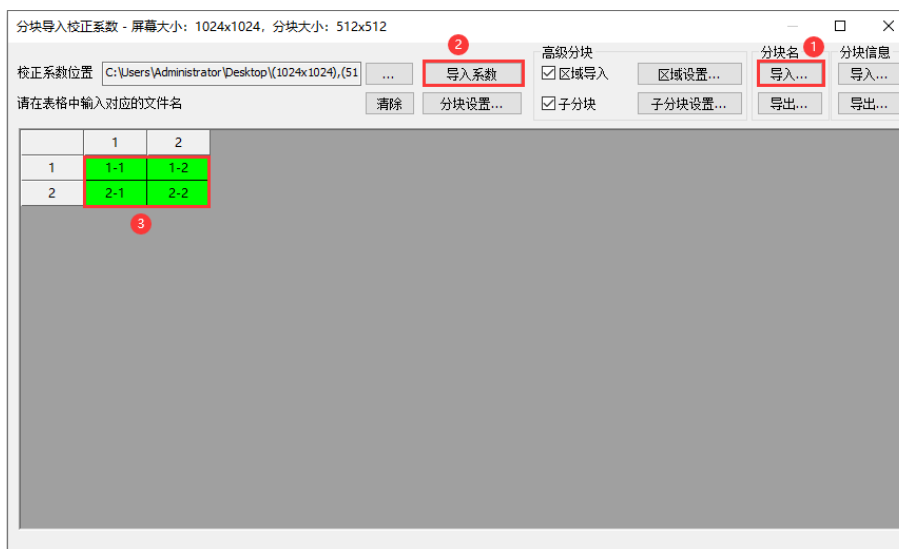 分块导入校正系数 - 屏幕大小：1024x1024，分块大小：512x512
2
高级分块
分块名
1
分块信息
校正系数位置 C:\Users\Administrator\Desktop\(1024x1024),(51 ... 导入系数 区域导入 区域设置... 导入... 导入...
请在表格中输入对应的文件名 清除 分块设置... 子分块 子分块设置... 导出... 导出...
1 2
1 1-1 1-2
2 2-1 2-2
3